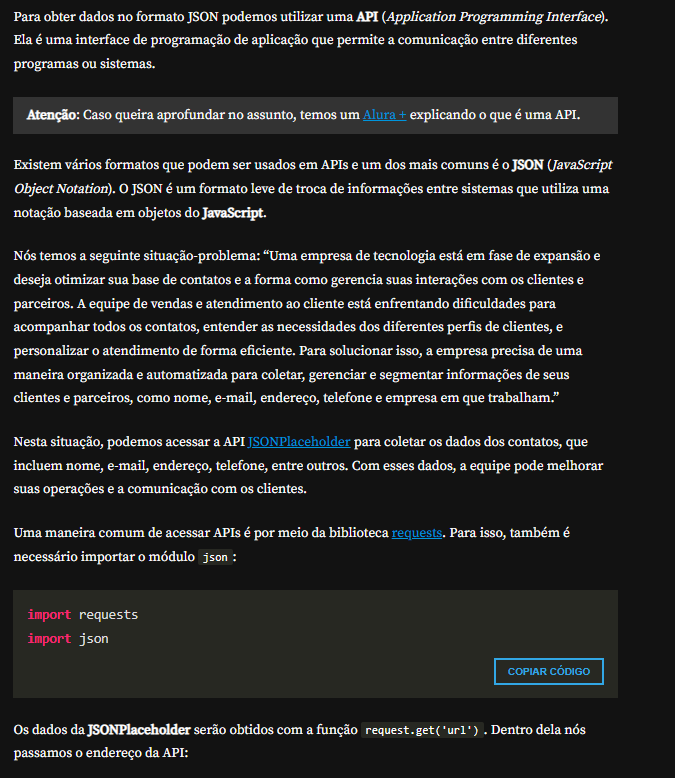 Para obter dados no formato JSON podemos utilizar uma API (Application Programming Interface).
Ela é uma interface de programação de aplicação que permite a comunicação entre diferentes
programas ou sistemas.
Atenção: Caso queira aprofundar no assunto, temos um Alura + explicando o que é uma API.
Existem vários formatos que podem ser usados em APIs e um dos mais comuns é o JSON (JavaScript
Object Notation). O JSON é um formato leve de troca de informações entre sistemas que utiliza uma
notação baseada em objetos do JavaScript.
Nós temos a seguinte situação-problema: “Uma empresa de tecnologia está em fase de expansão e
deseja otimizar sua base de contatos e a forma como gerencia suas interações com os clientes e
parceiros. A equipe de vendas e atendimento ao cliente está enfrentando dificuldades para
acompanhar todos os contatos, entender as necessidades dos diferentes perfis de clientes, e
personalizar o atendimento de forma eficiente. Para solucionar isso, a empresa precisa de uma
maneira organizada e automatizada para coletar, gerenciar e segmentar informações de seus
clientes e parceiros, como nome, e-mail, endereço, telefone e empresa em que trabalham.”
Nesta situação, podemos acessar a API JSONPlaceholder para coletar os dados dos contatos, que
incluem nome, e-mail, endereço, telefone, entre outros. Com esses dados, a equipe pode melhorar
suas operações e a comunicação com os clientes.
Uma maneira comum de acessar APIs é por meio da biblioteca requests. Para isso, também é
necessário importar o módulo json:
import requests
import json
COPIAR CÓDIGO
Os dados da JSONPlaceholder serão obtidos com a função request.get('url'). Dentro dela nós
passamos o endereço da API: